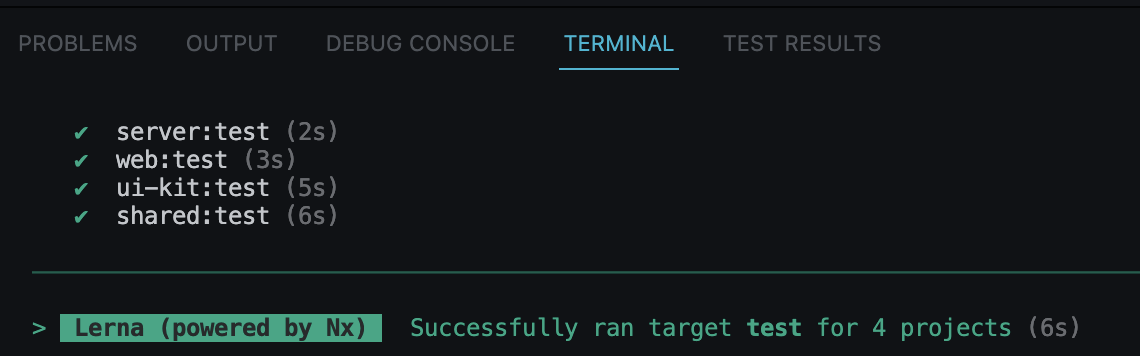 PROBLEMS OUTPUT DEBUG CONSOLE TERMINAL TEST RESULTS
✔ server:test (2s)
✔ web:test (3s)
✔ ui-kit:test (5s)
✔ shared:test (6s)
> Lerna (powered by Nx) Successfully ran target test for 4 projects (6s)